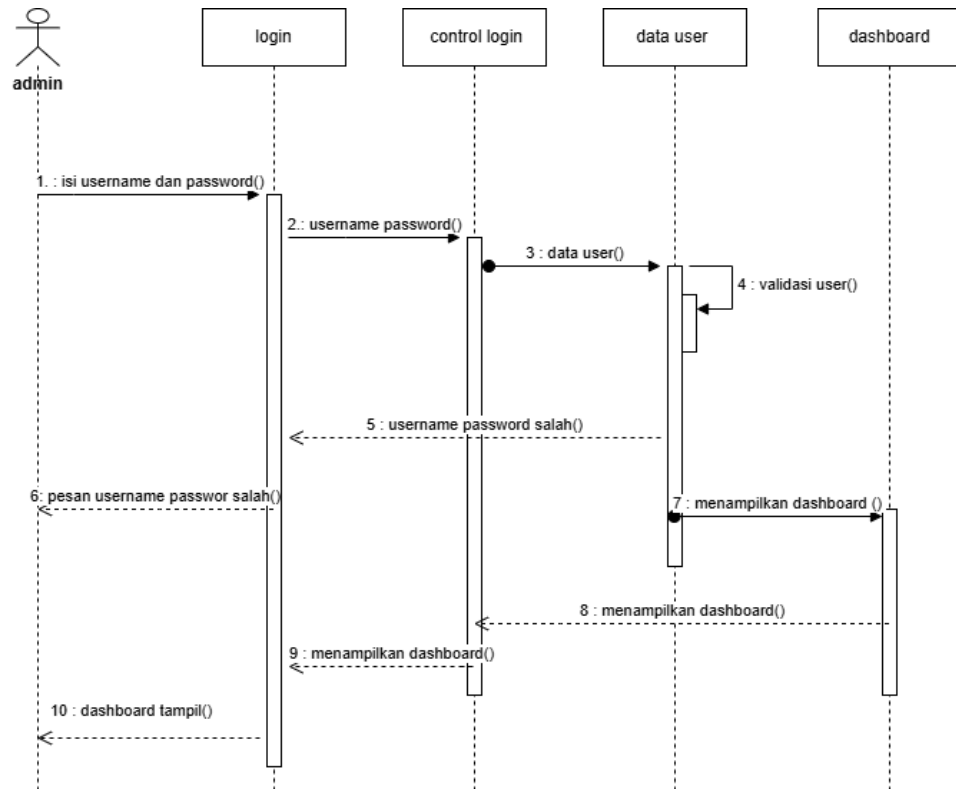 login
control login
data user
dashboard
admin
1. : isi username dan password()
2.: username password()
3 : data user()
4 : validasi user()
5 : username password salah()
6: pesan username passwor salah()
7 : menampilkan dashboard ()
8 : menampilkan dashboard()
9 : menampilkan dashboard()
10 : dashboard tampil()